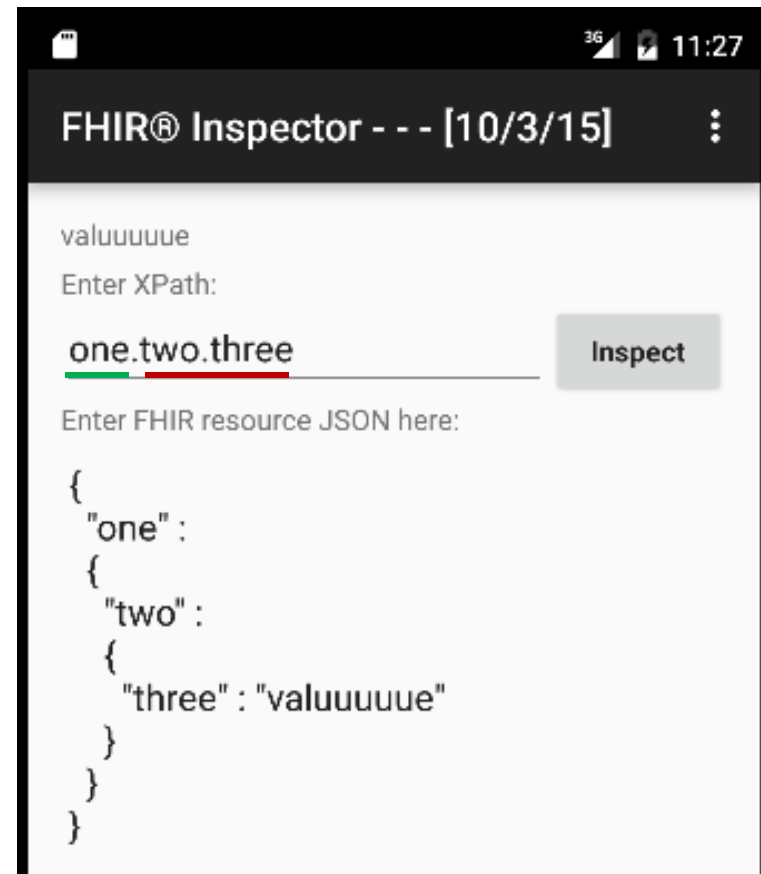 3G 11:27
FHIR® Inspector - - - [10/3/15]
valuuuuue
Enter XPath:
one.two.three
Inspect
Enter FHIR resource JSON here:
{
"one" :
{
"two" :
{
"three" : "valuuuuue"
}
}
}